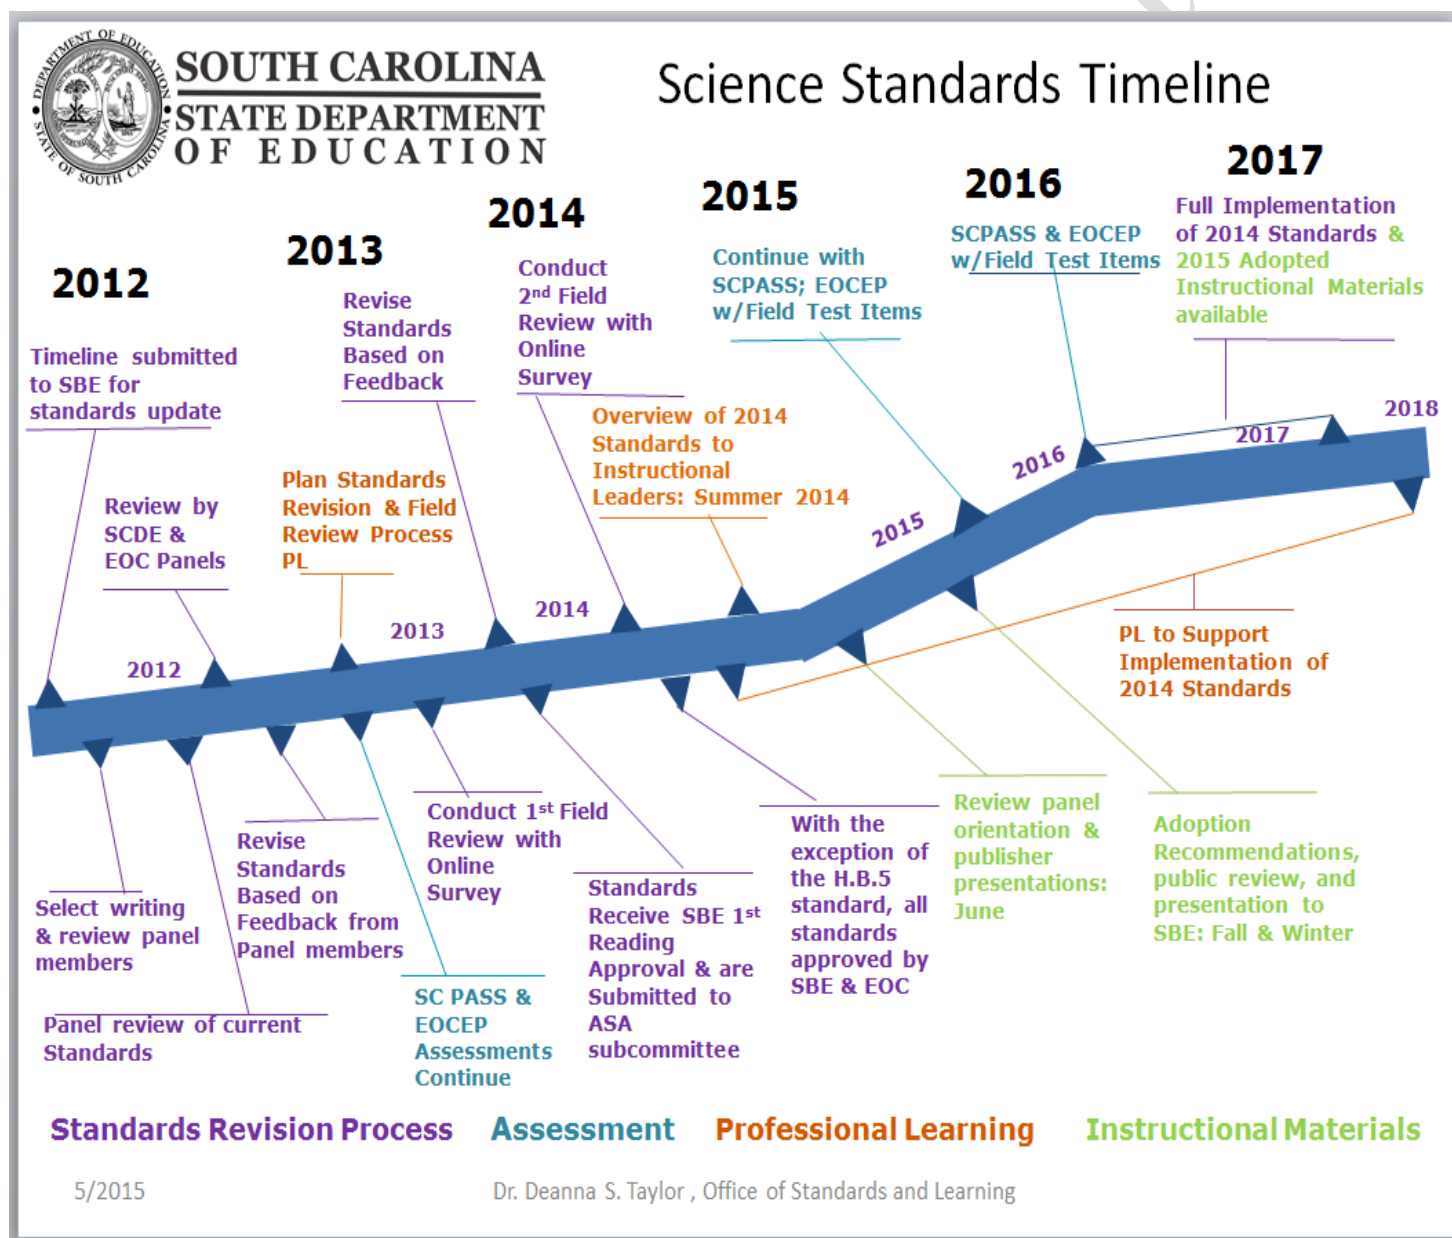 DEPARTMENT OF EDUCATION
STATE OF SOUTH CAROLINA
SOUTH CAROLINA
STATE DEPARTMENT
OF EDUCATION
Science Standards Timeline
2012
Timeline submitted
to SBE for
standards update
Review by
SCDE &
EOC Panels
2013
Revise
Standards
Based on
Feedback
Plan Standards
Revision & Field
Review Process
PL
2014
Conduct
2nd Field
Review with
Online
Survey
Overview of 2014
Standards to
Instructional
Leaders: Summer 2014
2015
Continue with
SCPASS; EOCEP
w/Field Test Items
2016
SCPASS & EOCEP
w/Field Test Items
2017
Full Implementation
of 2014 Standards &
2015 Adopted
Instructional Materials
available
2012
2013
2014
2015
2016
2017
2018
Select writing
& review panel
members
Panel review of current
Standards
Revise
Standards
Based on
Feedback from
Panel members
SC PASS &
EOCEP
Assessments
Continue
Conduct 1st Field
Review with
Online
Survey
Standards
Receive SBE 1st
Reading
Approval & are
Submitted to
ASA
subcommittee
With the
exception of
the H.B.5
standard, all
standards
approved by
SBE & EOC
Review panel
orientation &
publisher
presentations:
June
Adoption
Recommendations,
public review, and
presentation to
SBE: Fall & Winter
PL to Support
Implementation of
2014 Standards
Standards Revision Process
Assessment
Professional Learning
Instructional Materials
5/2015
Dr. Deanna S. Taylor , Office of Standards and Learning